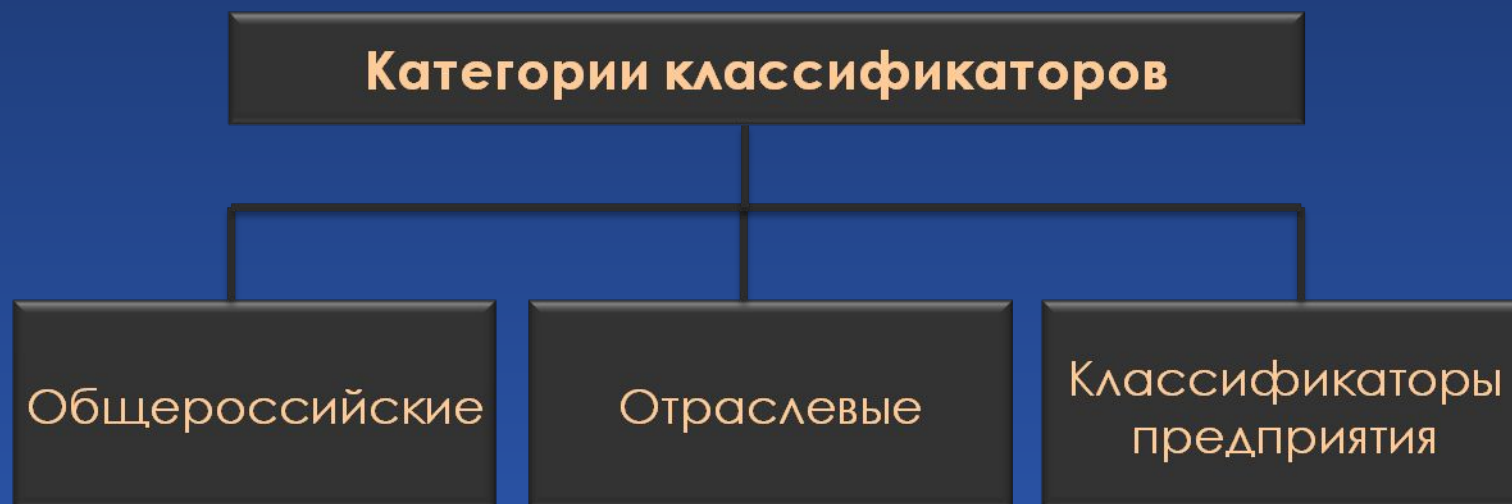 Категории классификаторов
Общероссийские
Отраслевые
Классификаторы
предприятия